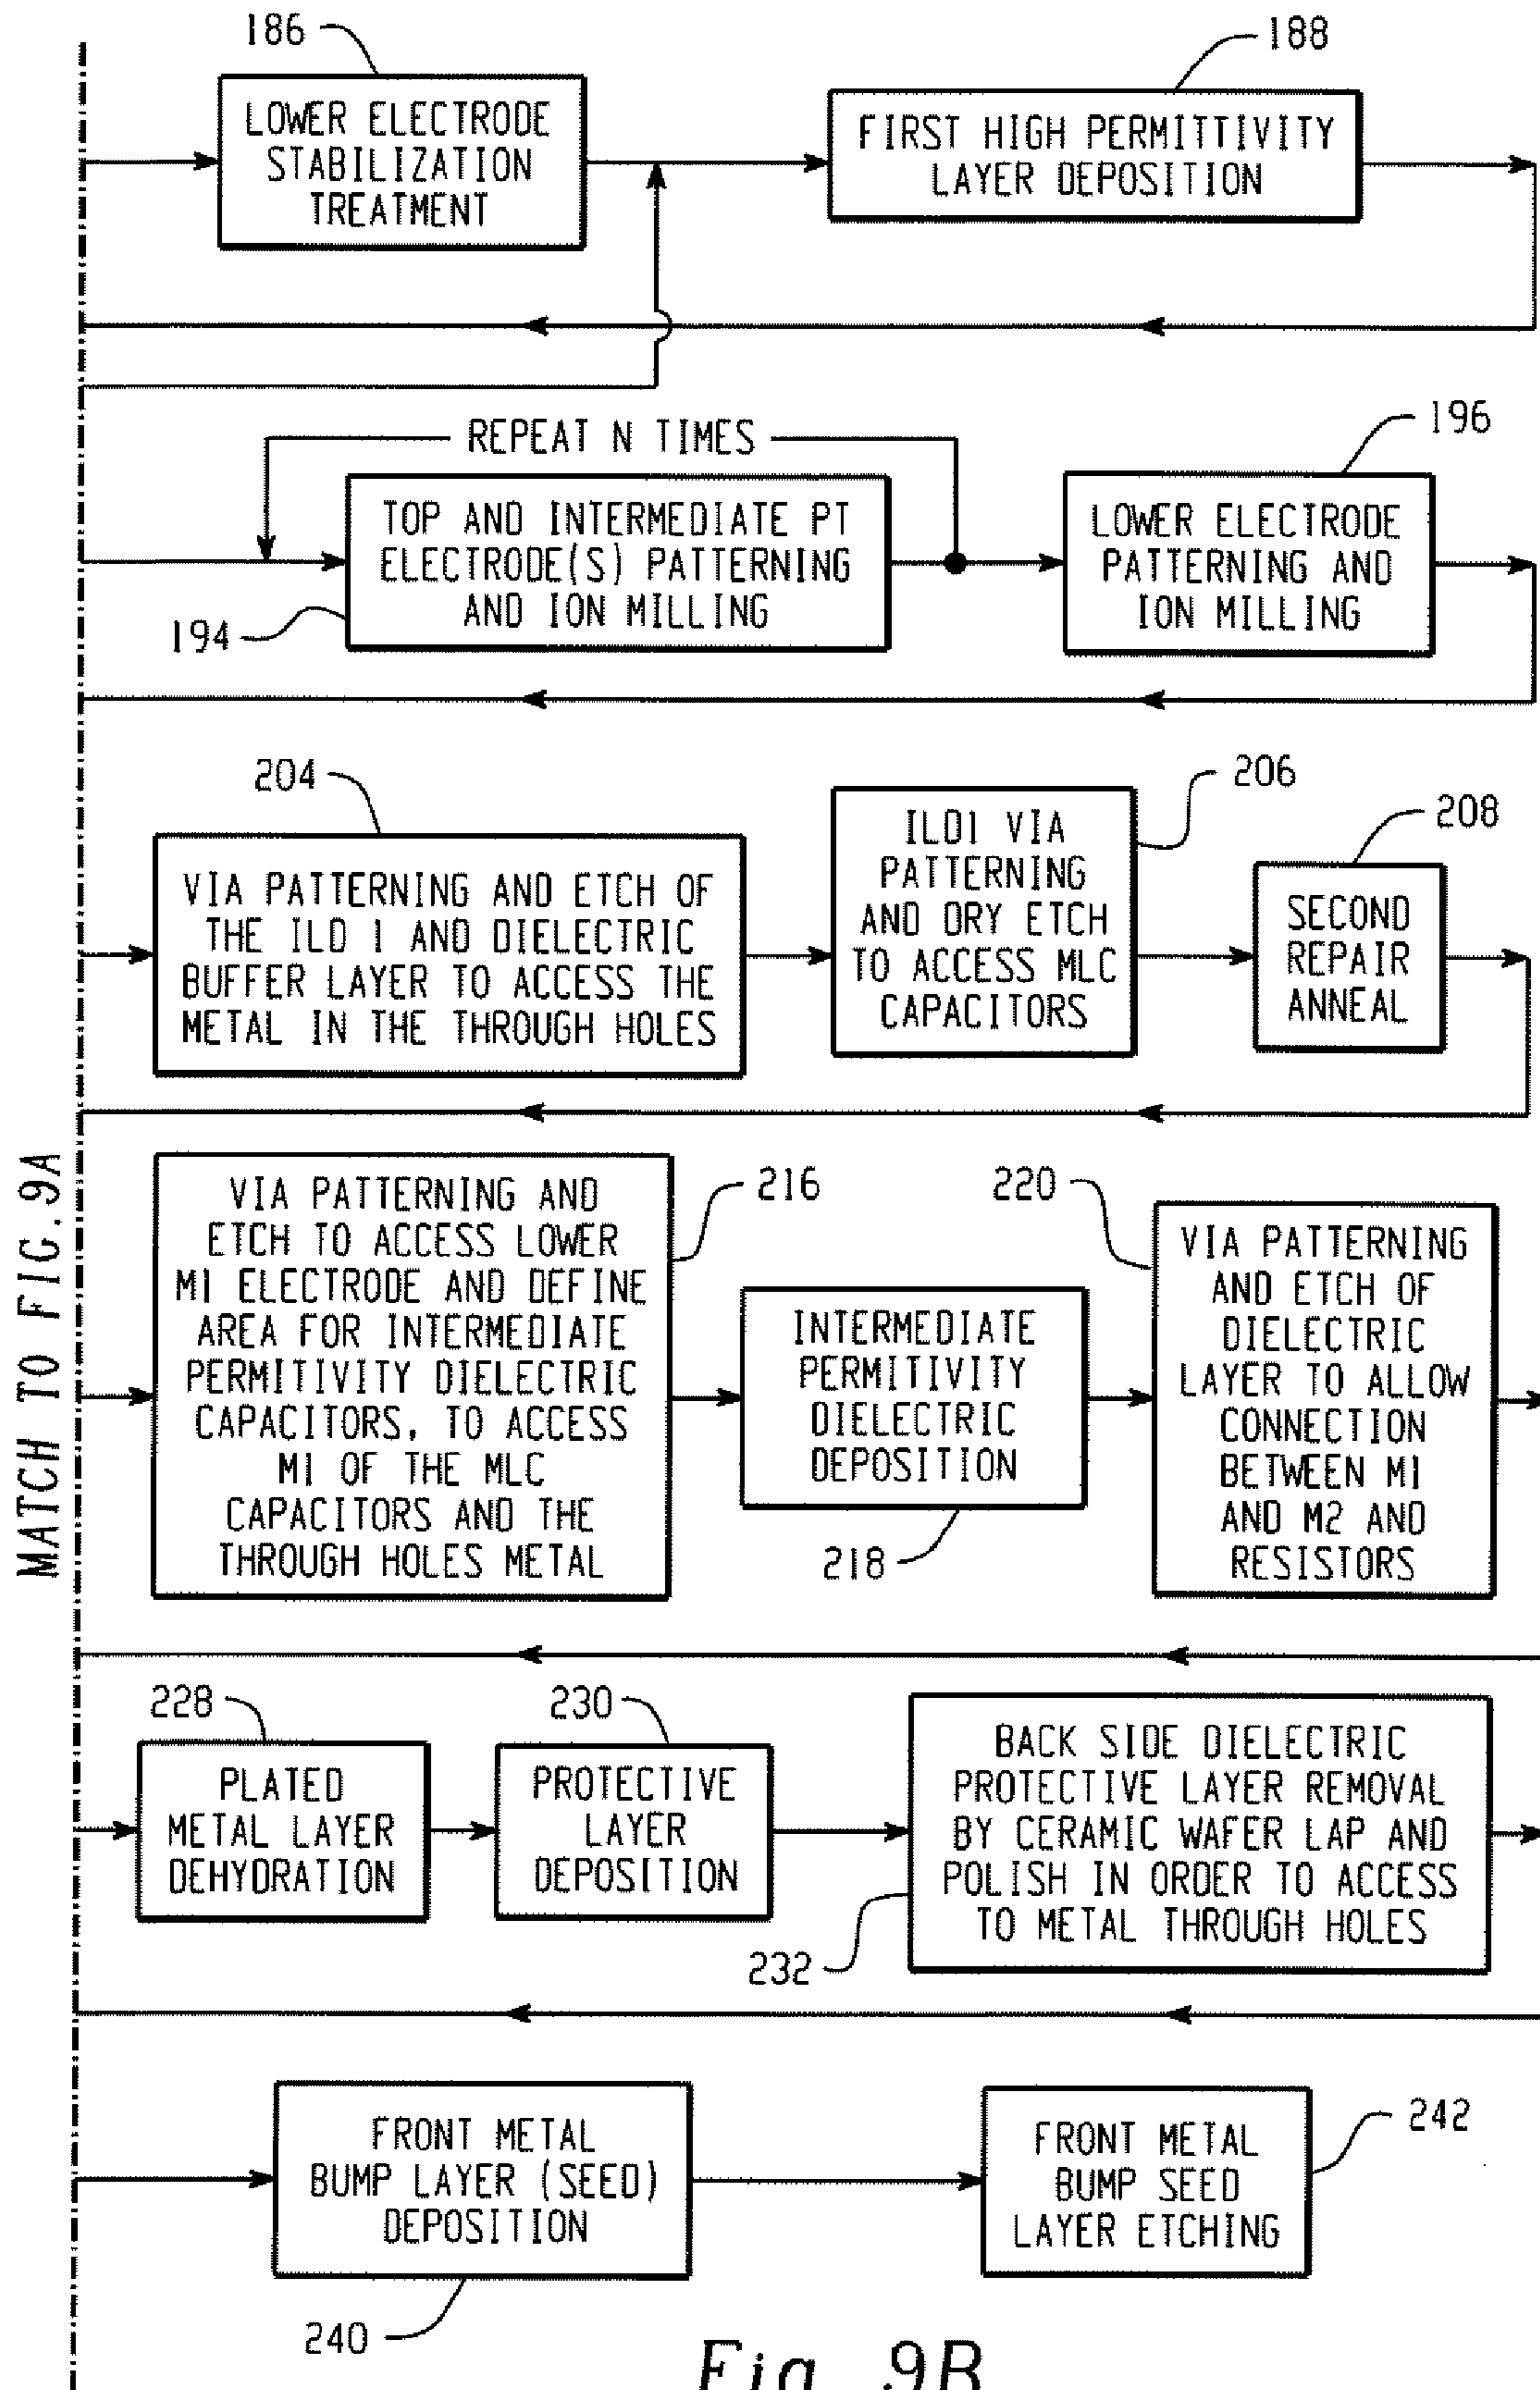 186
188
LOWER ELECTRODE
STABILIZATION
TREATMENT
FIRST HIGH PERMITTIVITY
LAYER DEPOSITION
REPEAT N TIMES
196
TOP AND INTERMEDIATE PT
ELECTRODE(S) PATTERNING
AND ION MILLING
194
LOWER ELECTRODE
PATTERNING AND
ION MILLING
204
206
208
VIA PATTERNING AND ETCH OF
THE ILD 1 AND DIELECTRIC
BUFFER LAYER TO ACCESS THE
METAL IN THE THROUGH HOLES
ILD1 VIA
PATTERNING
AND DRY ETCH
TO ACCESS MLC
CAPACITORS
SECOND
REPAIR
ANNEAL
MATCH TO FIG.9A
VIA PATTERNING AND
ETCH TO ACCESS LOWER
M1 ELECTRODE AND DEFINE
AREA FOR INTERMEDIATE
PERMITIVITY DIELECTRIC
CAPACITORS, TO ACCESS
M1 OF THE MLC
CAPACITORS AND THE
THROUGH HOLES METAL
216
INTERMEDIATE
PERMITIVITY
DIELECTRIC
DEPOSITION
218
220
VIA PATTERNING
AND ETCH OF
DIELECTRIC
LAYER TO ALLOW
CONNECTION
BETWEEN M1
AND M2 AND
RESISTORS
228
230
PLATED
METAL LAYER
DEHYDRATION
PROTECTIVE
LAYER
DEPOSITION
BACK SIDE DIELECTRIC
PROTECTIVE LAYER REMOVAL
BY CERAMIC WAFER LAP AND
POLISH IN ORDER TO ACCESS
TO METAL THROUGH HOLES
232
FRONT METAL
BUMP LAYER (SEED)
DEPOSITION
240
FRONT METAL
BUMP SEED
LAYER ETCHING
242
Fig. 9B